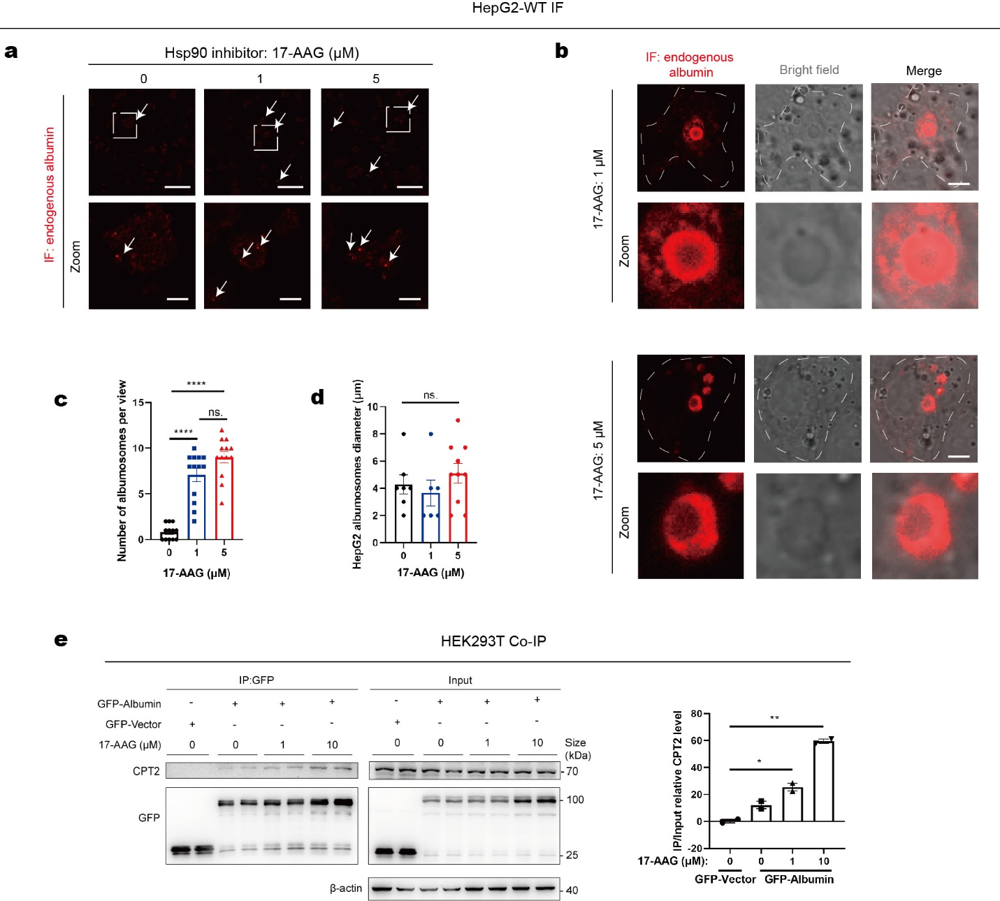 HepG2-WT IF
a
Hsp90 inhibitor: 17-AAG (µM)
0 1 5
IF: endogenous albumin
Zoom
b
IF: endogenous
albumin
Bright field
Merge
17-AAG: 1 µM
Zoom
17-AAG: 5 µM
Zoom
c
Number of albumosomes per view
15
10
5
0
****
ns.
****
0 1 5
17-AAG (µM)
d
HepG2 albumosomes diameter (µm)
10
8
6
4
2
0
ns.
0 1 5
17-AAG (µM)
e
HEK293T Co-IP
IP:GFP Input
GFP-Albumin - + + + - + + +
GFP-Vector + - - - + - - -
17-AAG (µM) 0 0 1 10 0 0 1 10 Size
(kDa)
CPT2 -70
GFP
- 100
- 25
β-actin - 40
IP/Input relative CPT2 level
80
60
40
20
0
-20
**
*
17-AAG (µM): 0 0 1 10
GFP-Vector GFP-Albumin